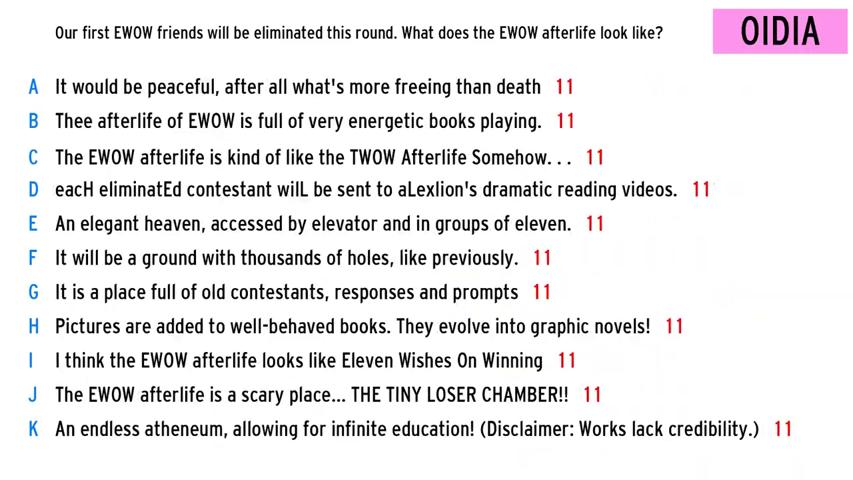 Our first EWOW friends will be eliminated this round. What does the EWOW afterlife look like?
OIDIA
A It would be peaceful, after all what's more freeing than death 11
B Thee afterlife of EWOW is full of very energetic books playing. 11
C The EWOW afterlife is kind of like the TWOW Afterlife Somehow. . . 11
D eacH eliminatEd contestant wilL be sent to aLexlion's dramatic reading videos. 11
E An elegant heaven, accessed by elevator and in groups of eleven. 11
F It will be a ground with thousands of holes, like previously. 11
G It is a place full of old contestants, responses and prompts 11
H Pictures are added to well-behaved books. They evolve into graphic novels! 11
I I think the EWOW afterlife looks like Eleven Wishes On Winning 11
J The EWOW afterlife is a scary place... THE TINY LOSER CHAMBER!! 11
K An endless atheneum, allowing for infinite education! (Disclaimer: Works lack credibility.) 11